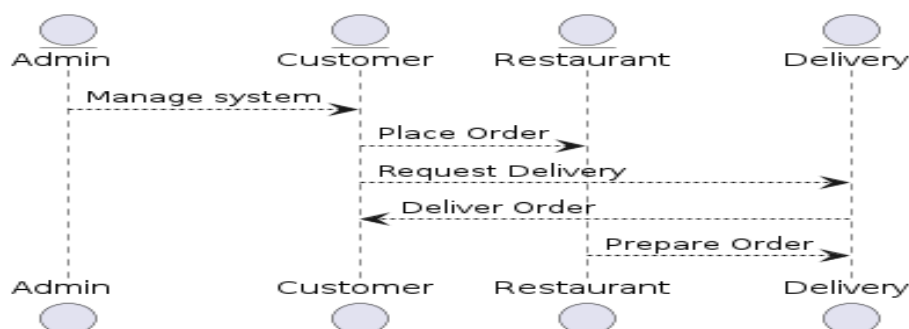 Admin Customer Restaurant Delivery
Manage system
Place Order
Request Delivery
Deliver Order
Prepare Order
Admin Customer Restaurant Delivery